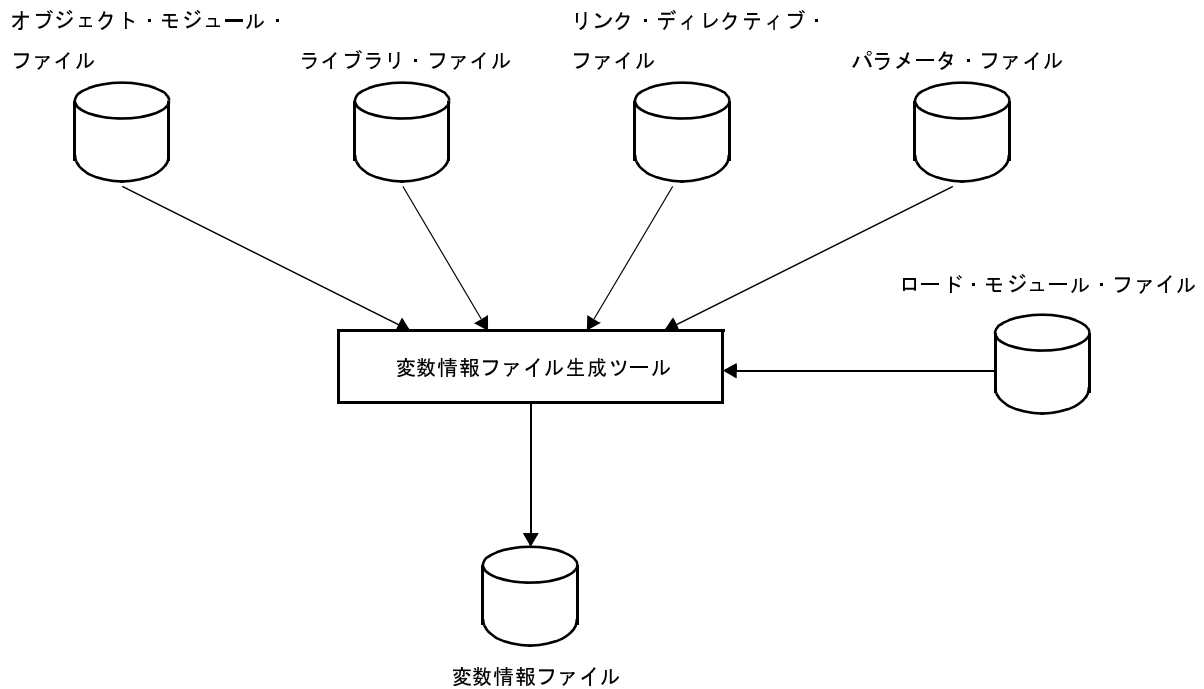 オブジェクト・モジュール・
ファイル
ライブラリ・ファイル
リンク・ディレクティブ・
ファイル
パラメータ・ファイル
ロード・モジュール・ファイル
変数情報ファイル生成ツール
変数情報ファイル